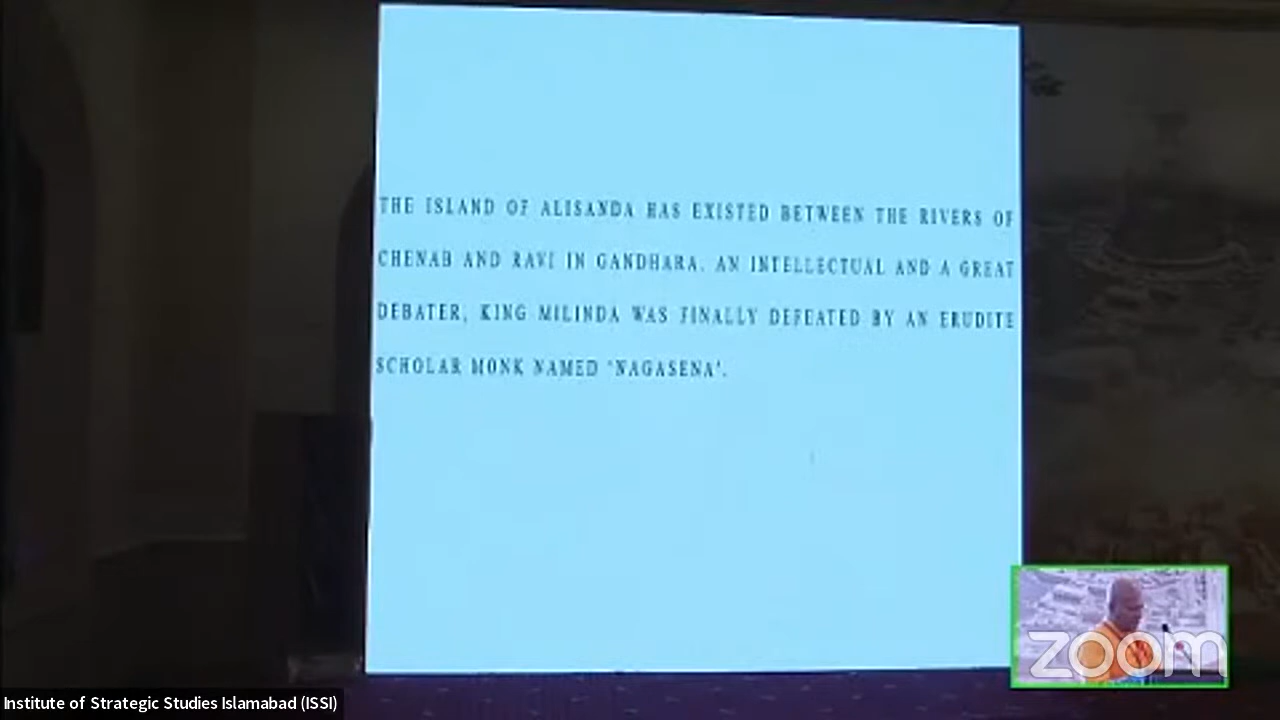 THE ISLAND OF ALISANDA HAS EXISTED BETWEEN THE RIVERS OF
CHENAB AND RAVI IN GANDHARA. AN INTELLECTUAL AND A GREAT
DEBATER, KING MILINDA WAS FINALLY DEFEATED BY AN ERUDITE
SCHOLAR MONK NAMED 'NAGASENA'.
zoom
Institute of Strategic Studies Islamabad (ISSI)